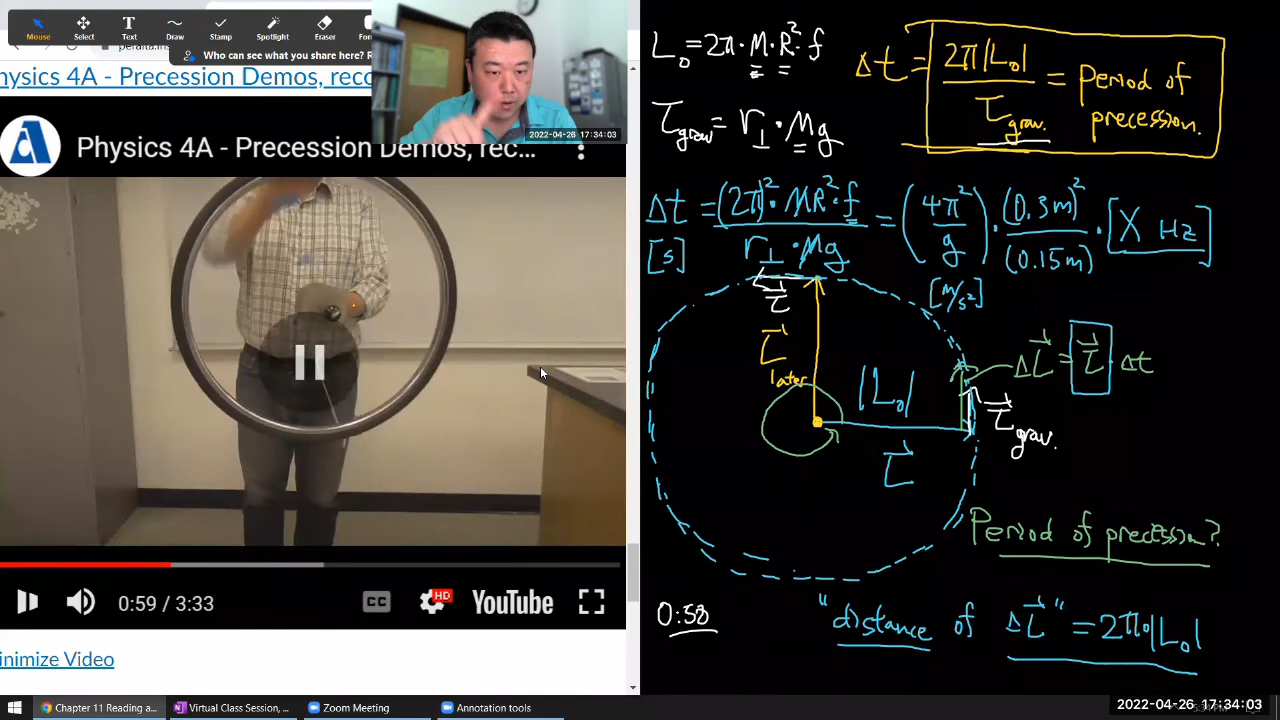 Mouse
Select
Text
Draw
Stamp
Spotlight
Eraser
Who can see what you share here?
hysics 4A - Precession Demos, reco
Physics 4A - Precession Demos, rec...
2022-04-26 17:34:03
0:59 / 3:33
CC
HD
YouTube
inimize Video
L₀ = 2π · M · R² · f
τgrav = r⊥ · Mg
Δt = 2π|L₀| / τgrav. = period of precession.
Δt = (2π)² · MR² · f / r⊥ · Mg = (4π² / g) · (0.3m)² / (0.15m) · [X Hz]
[s]
[m/s²]
τ⃗
L⃗ later
|L₀|
L⃗
ΔL⃗ = τ⃗ Δt
τ⃗ grav.
Period of precession?
0:58
"distance of ΔL⃗" = 2π·|L₀|
Chapter 11 Reading a...
Virtual Class Session, ...
Zoom Meeting
Annotation tools
2022-04-26 17:34:03